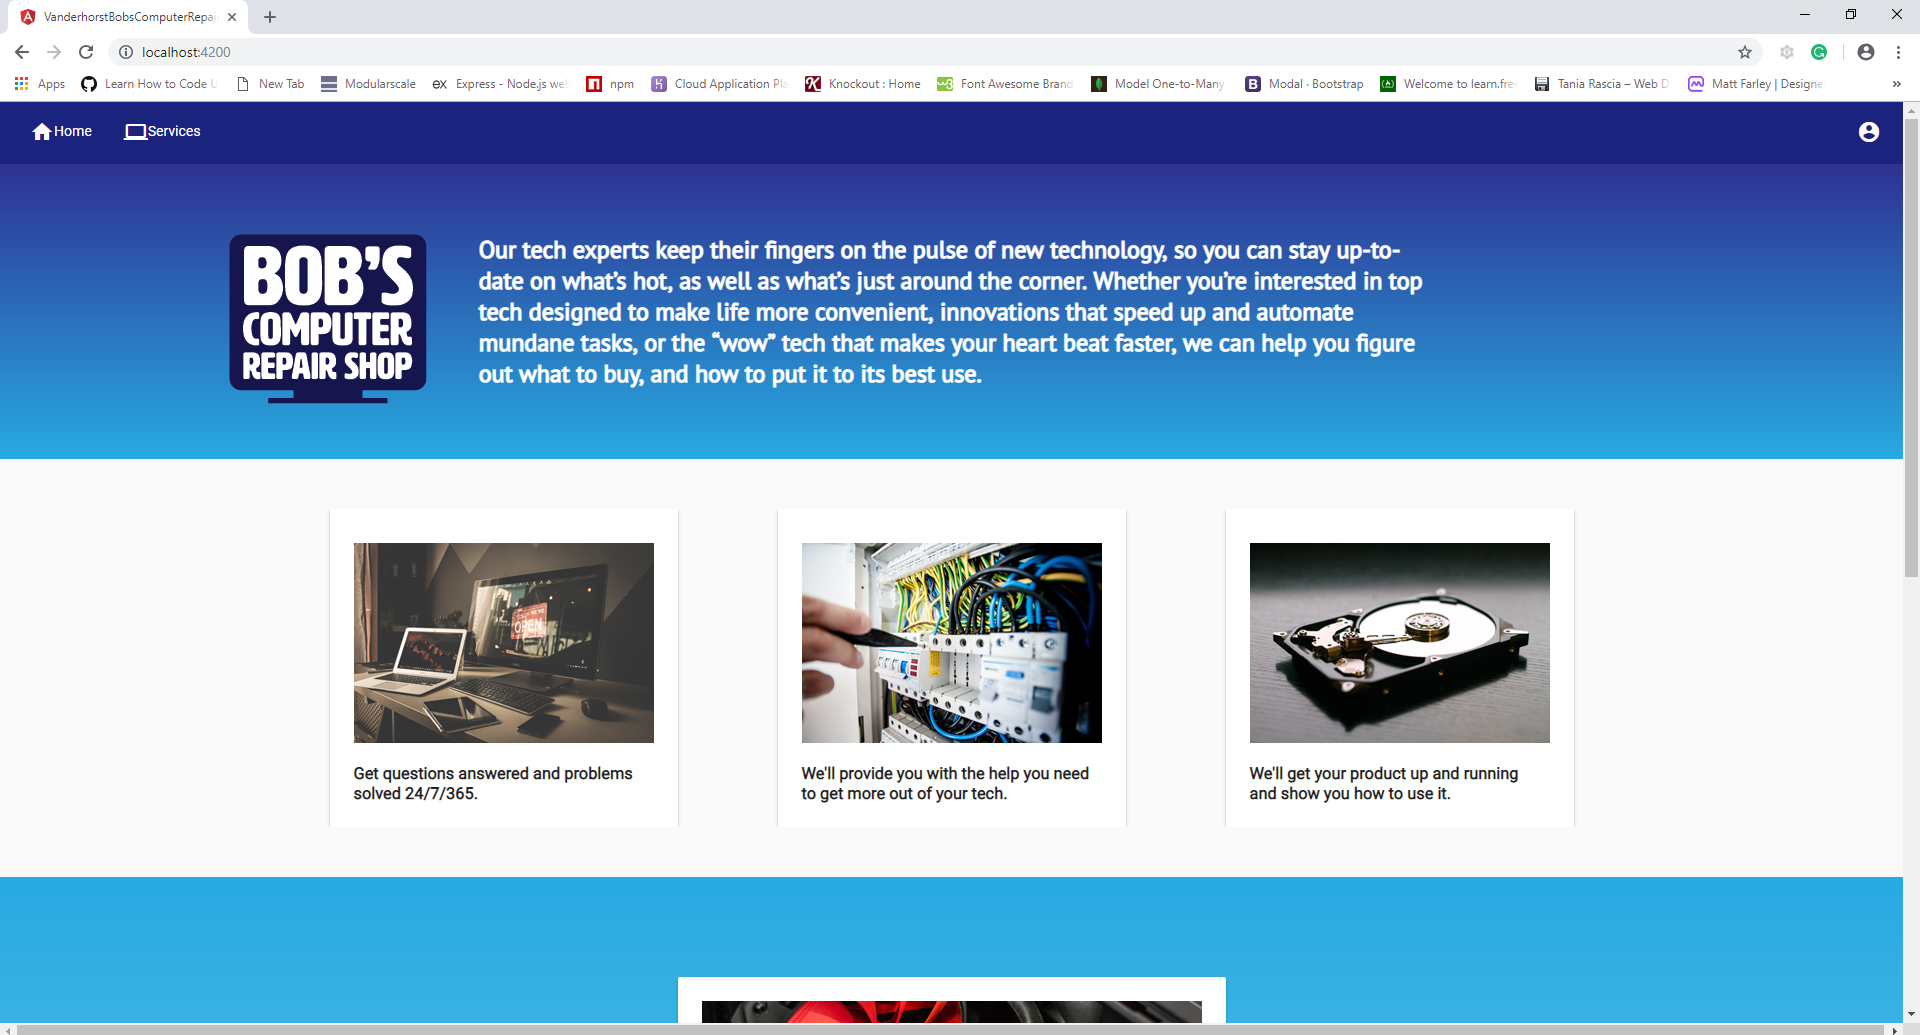 VanderhorstBobsComputerRepai
localhost:4200
Apps
Learn How to Code U
New Tab
Modularscale
ex
Express - Node.js web
npm
Cloud Application Pla
Knockout : Home
Font Awesome Brand
Model One-to-Many
B
Modal · Bootstrap
Welcome to learn.free
Tania Rascia – Web D
Matt Farley | Designe
»
Home
Services
BOB'S
COMPUTER
REPAIR SHOP
Our tech experts keep their fingers on the pulse of new technology, so you can stay up-to-
date on what’s hot, as well as what’s just around the corner. Whether you’re interested in top
tech designed to make life more convenient, innovations that speed up and automate
mundane tasks, or the “wow” tech that makes your heart beat faster, we can help you figure
out what to buy, and how to put it to its best use.
OPEN
Get questions answered and problems
solved 24/7/365.
We'll provide you with the help you need
to get more out of your tech.
We'll get your product up and running
and show you how to use it.